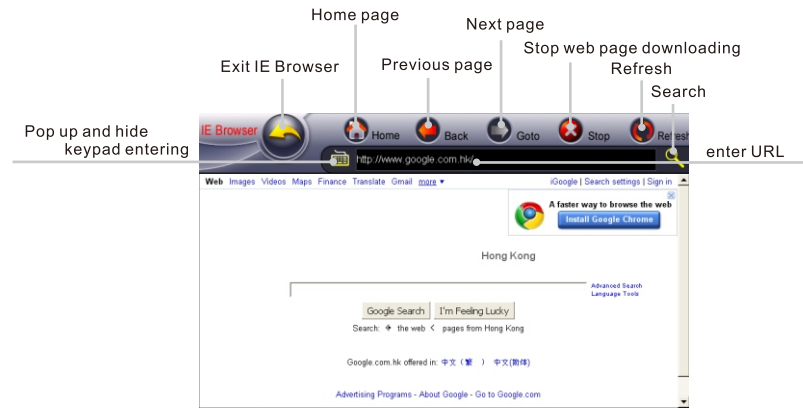 Home page
Next page
Stop web page downloading
Exit IE Browser
Previous page
Refresh
Search
Pop up and hide
keypad entering
enter URL
IE Browser
Home
Back
Goto
Stop
Refresh
http://www.google.com.hk/
Web Images Videos Maps Finance Translate Gmail more ▼
iGoogle | Search settings | Sign in
A faster way to browse the web
Install Google Chrome
Hong Kong
Advanced Search
Language Tools
Google Search
I'm Feeling Lucky
Search: the web pages from Hong Kong
Google.com.hk offered in: 中文(繁 ) 中文(简体)
Advertising Programs - About Google - Go to Google.com